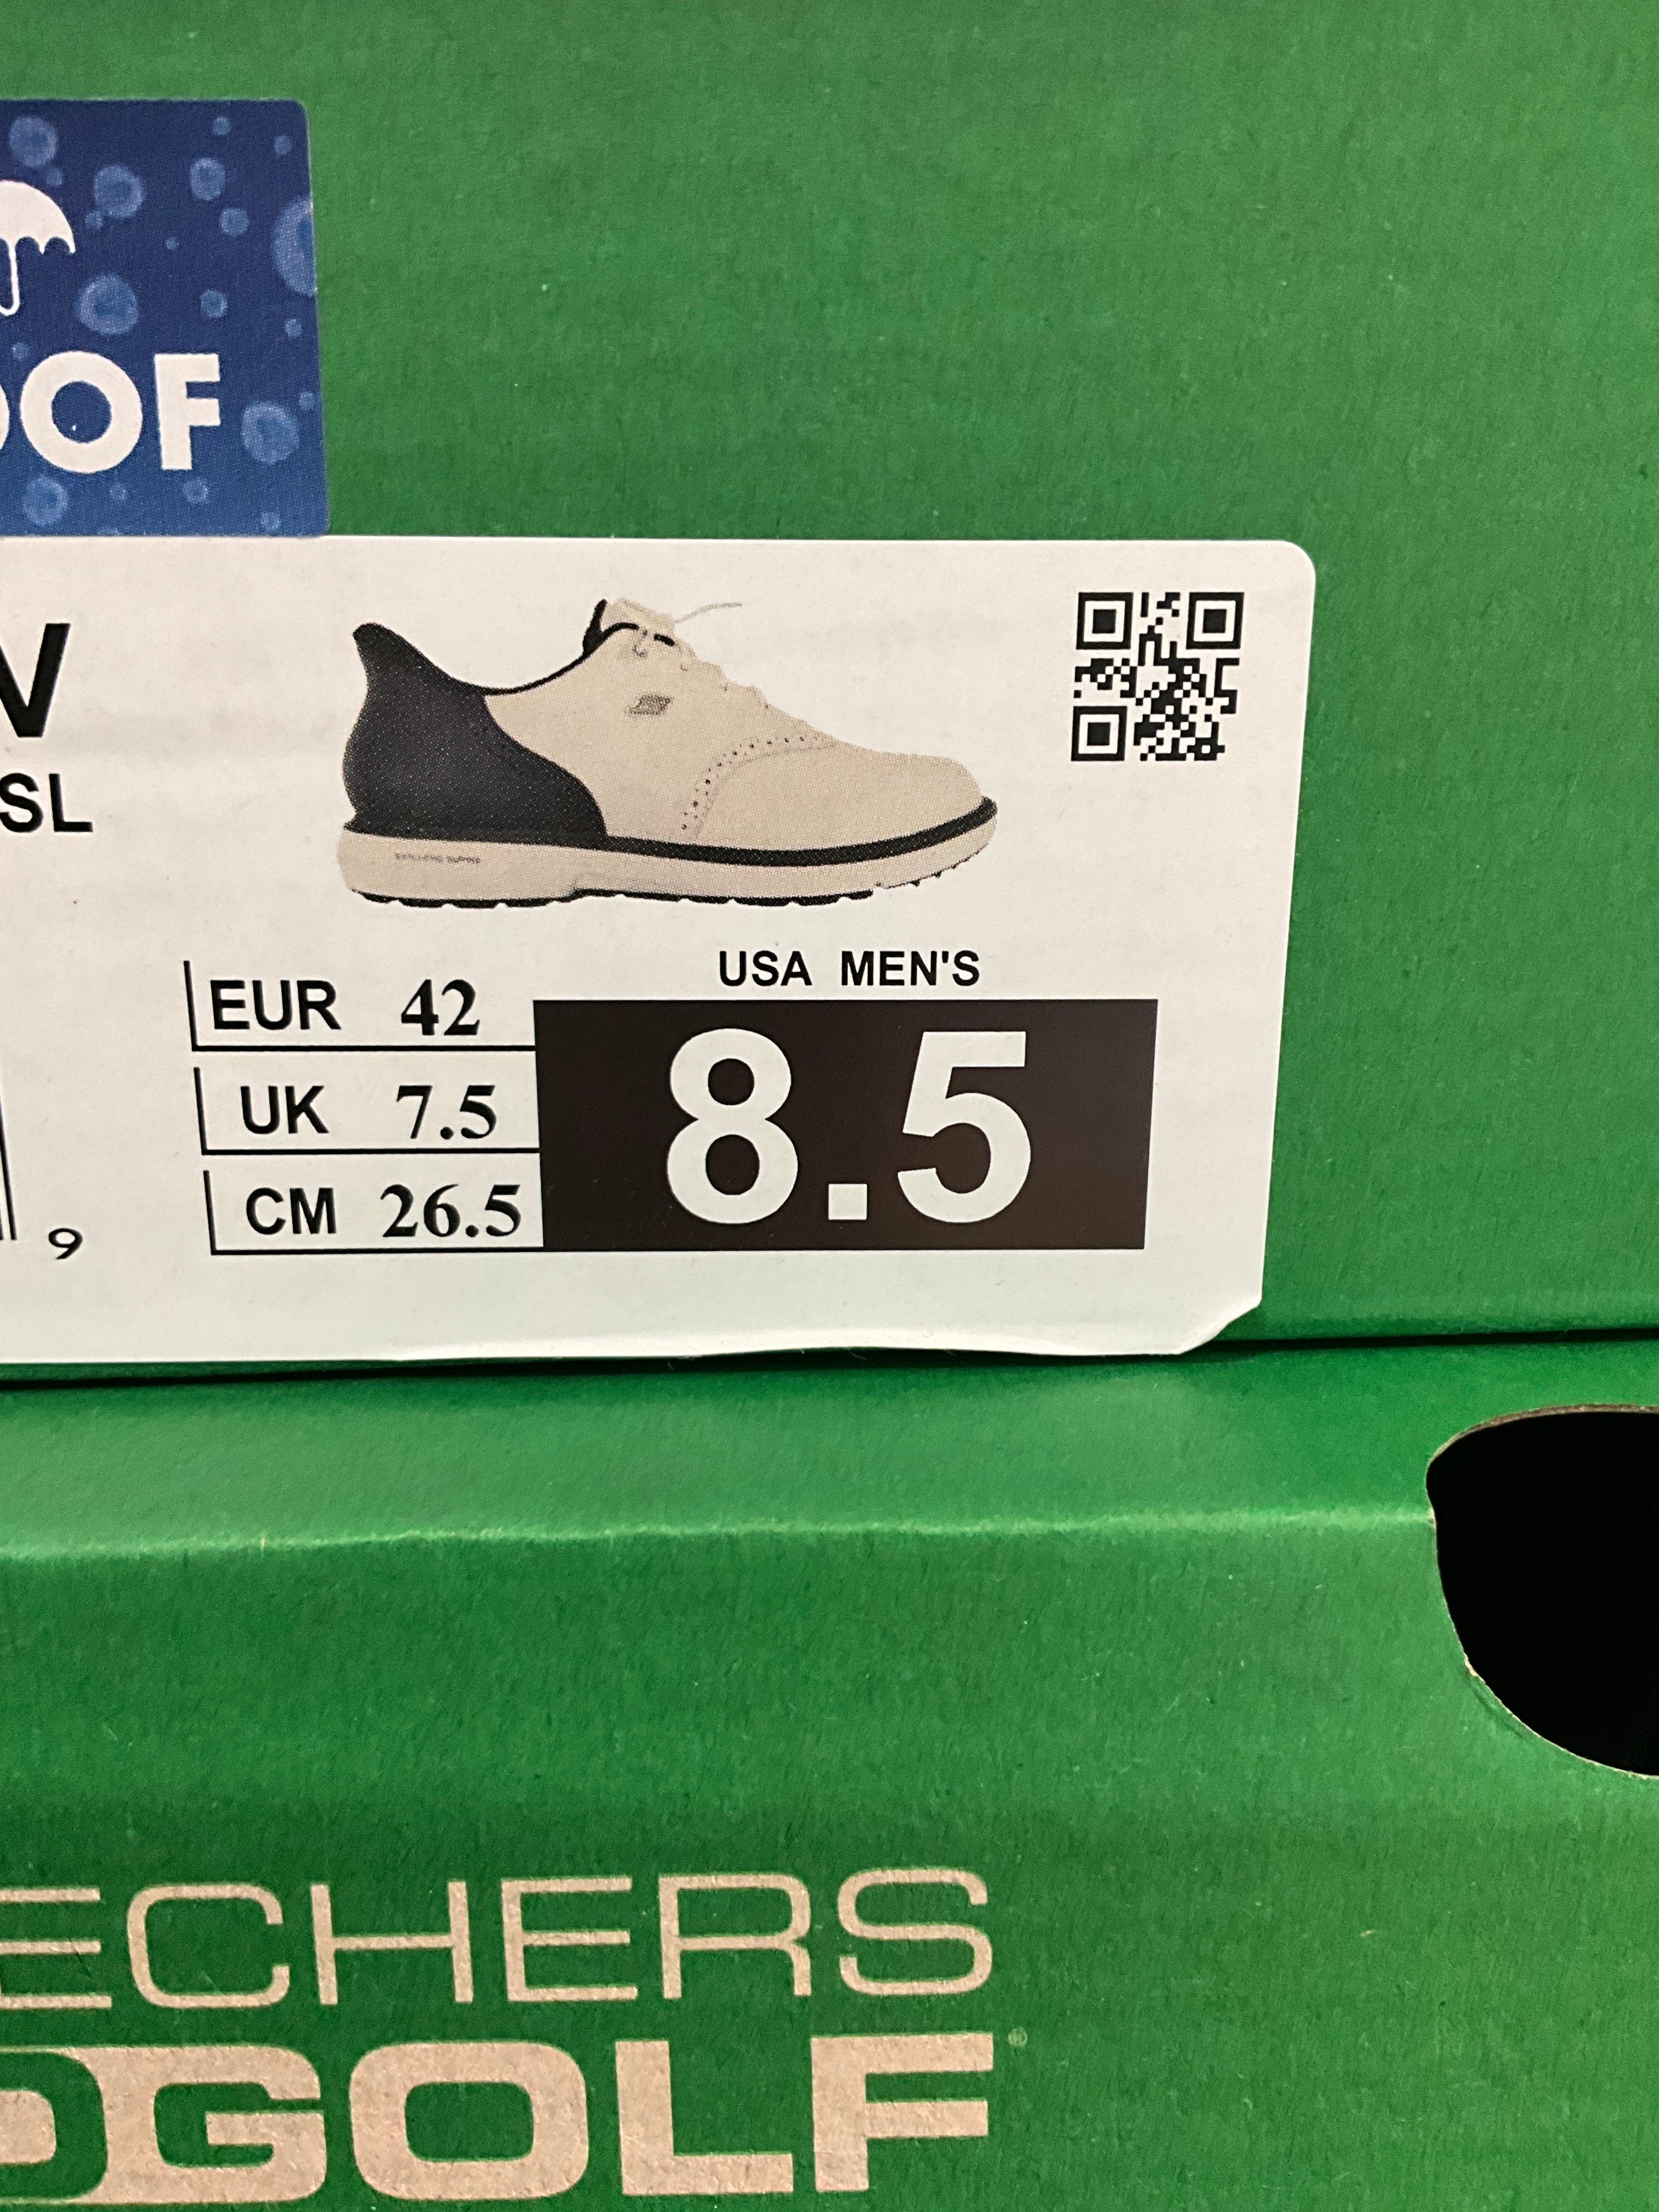 OOF
W
SL
USA MEN'S
EUR 42
8.5
UK 7.5
CM 26.5
9
ECHERS
GOLF®